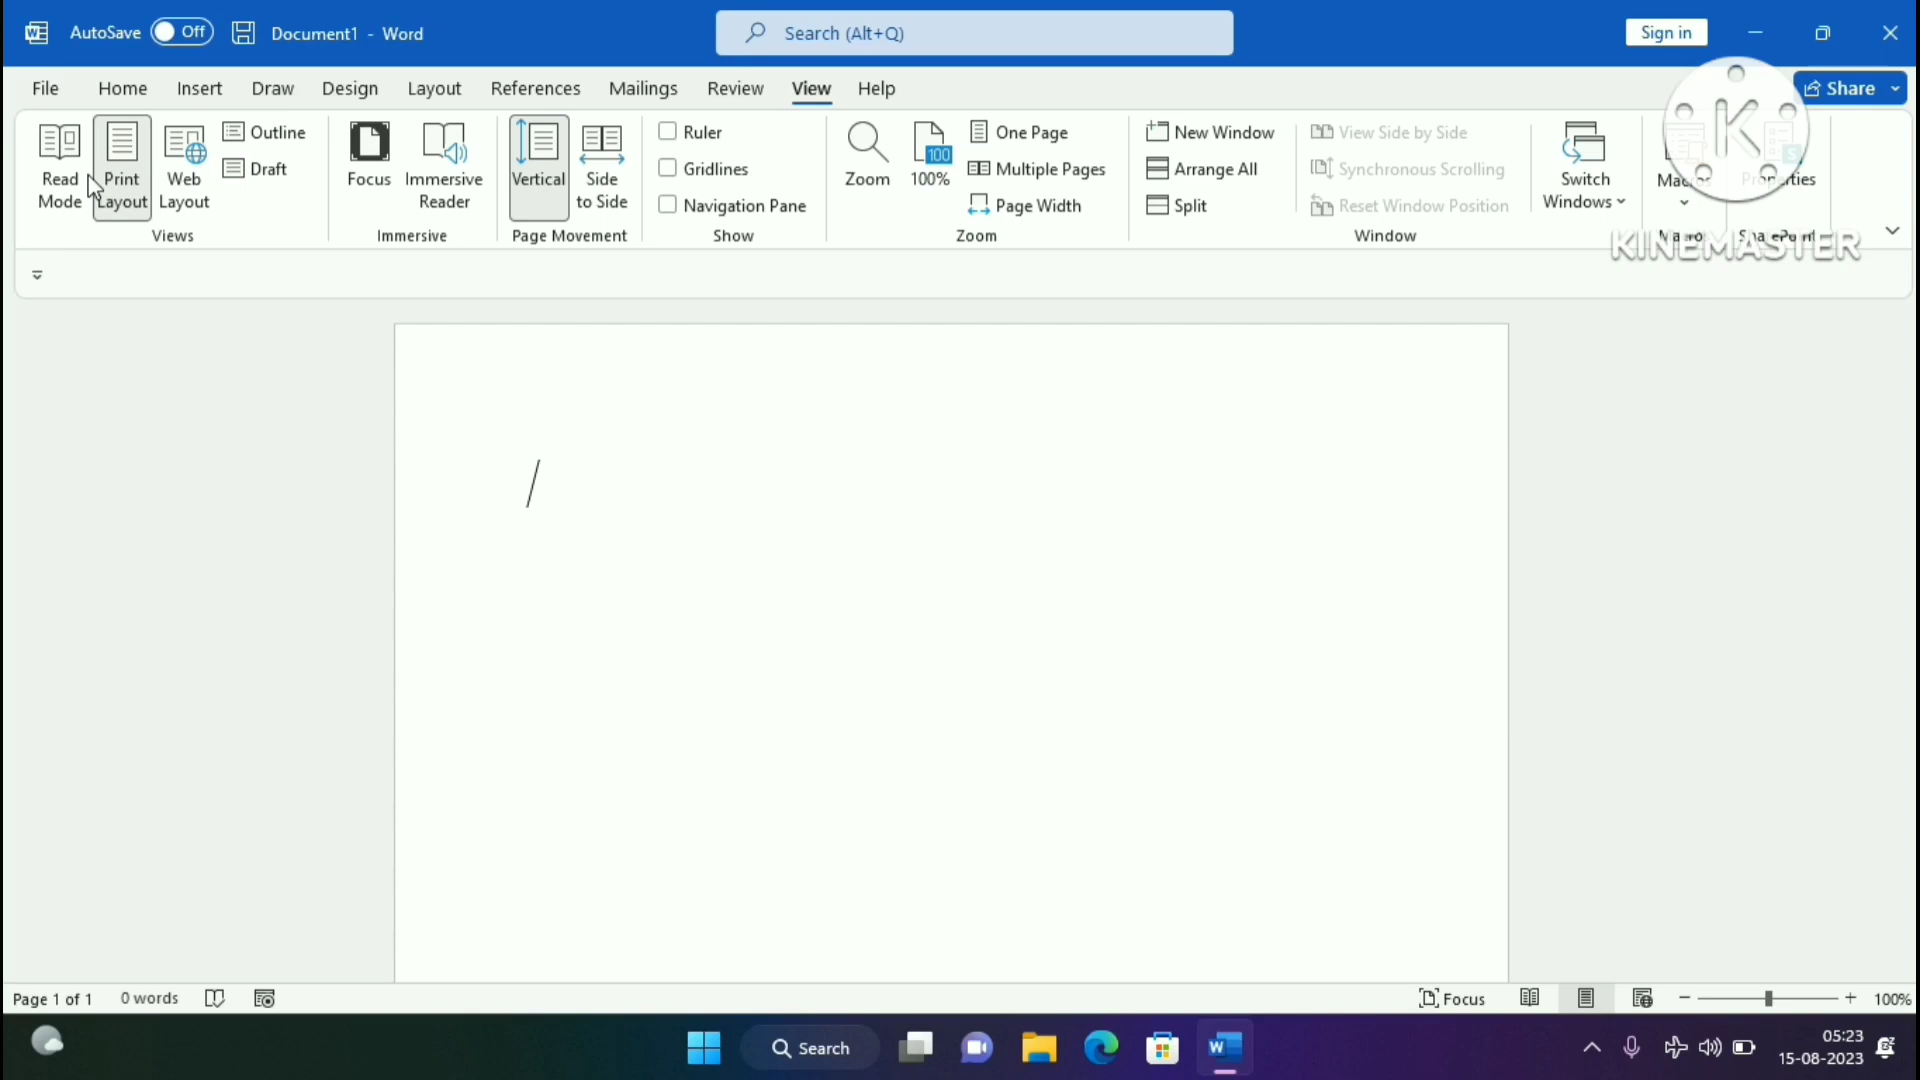 AutoSave Off Document1 - Word Search (Alt+Q) Sign in
File Home Insert Draw Design Layout References Mailings Review View Help Share
Read Mode Print Layout Web Layout Outline Draft
Views
Focus Immersive Reader
Immersive
Vertical Side to Side
Page Movement
Ruler
Gridlines
Navigation Pane
Show
Zoom 100 100% One Page
Multiple Pages
Page Width
Zoom
New Window
Arrange All
Split
View Side by Side
Synchronous Scrolling
Reset Window Position
Switch Windows
Window
Macros
Macros
Properties
SharePoint
K
KINEMASTER
Page 1 of 1 0 words Focus 100%
Search 05:23
15-08-2023